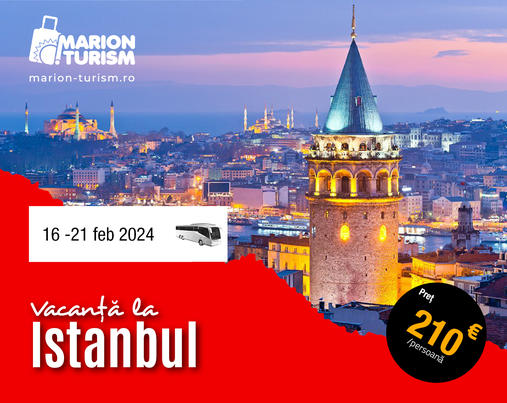 MARION
TURISM
marion-turism.ro
16 -21 feb 2024
Vacanță la
Istanbul
Preț
210 €
/persoană